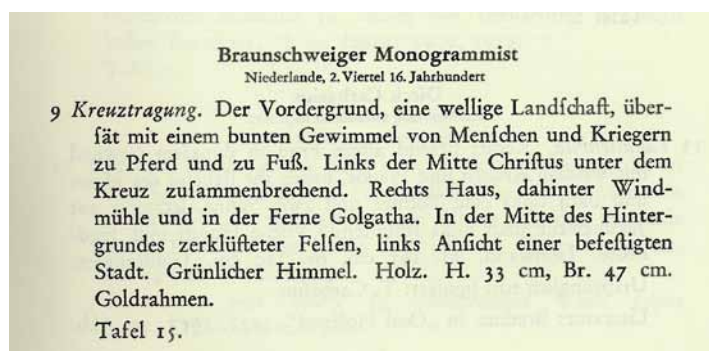 Braunschweiger Monogrammist
Niederlande, 2. Viertel 16. Jahrhundert
9 Kreuztragung. Der Vordergrund, eine wellige Landſchaft, über-
ſät mit einem bunten Gewimmel von Menſchen und Kriegern
zu Pferd und zu Fuß. Links der Mitte Chriſtus unter dem
Kreuz zuſammenbrechend. Rechts Haus, dahinter Wind-
mühle und in der Ferne Golgatha. In der Mitte des Hinter-
grundes zerklüfteter Felſen, links Anſicht einer befeſtigten
Stadt. Grünlicher Himmel. Holz. H. 33 cm, Br. 47 cm.
Goldrahmen.
Tafel 15.